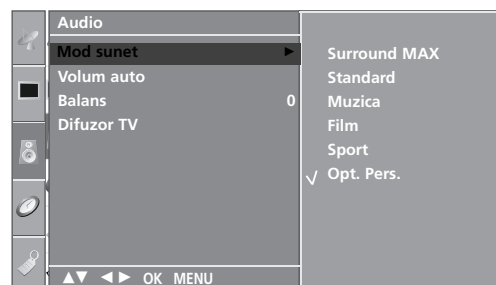 Audio
Mod sunet ►
Volum auto
Balans 0
Difuzor TV
▲▼ ◄► OK MENU
Surround MAX
Standard
Muzica
Film
Sport
√ Opt. Pers.